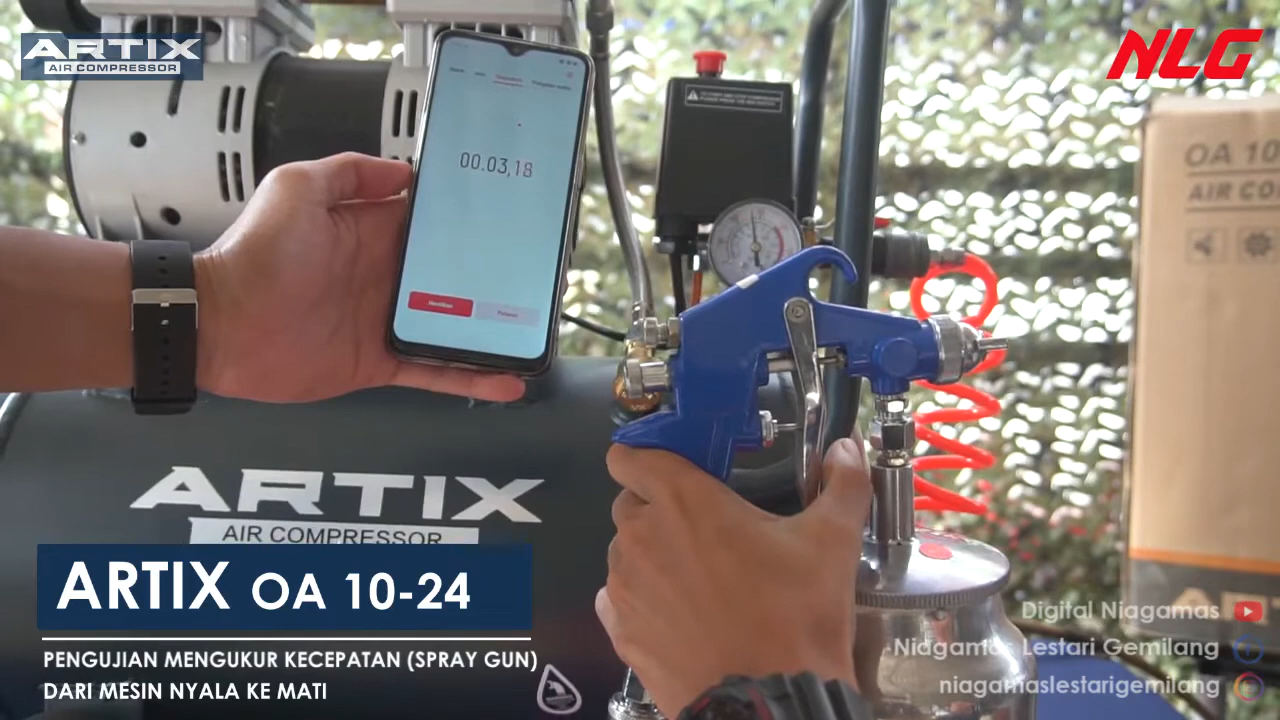 ARTIX
AIR COMPRESSOR
NLG
00.03,18
OA 10
AIR CO
ARTIX
AIR COMPRESSOR
ARTIX OA 10-24
PENGUJIAN MENGUKUR KECEPATAN (SPRAY GUN)
DARI MESIN NYALA KE MATI
Digital Niagamas
Niagamas Lestari Gemilang
niagamaslestarigemilang